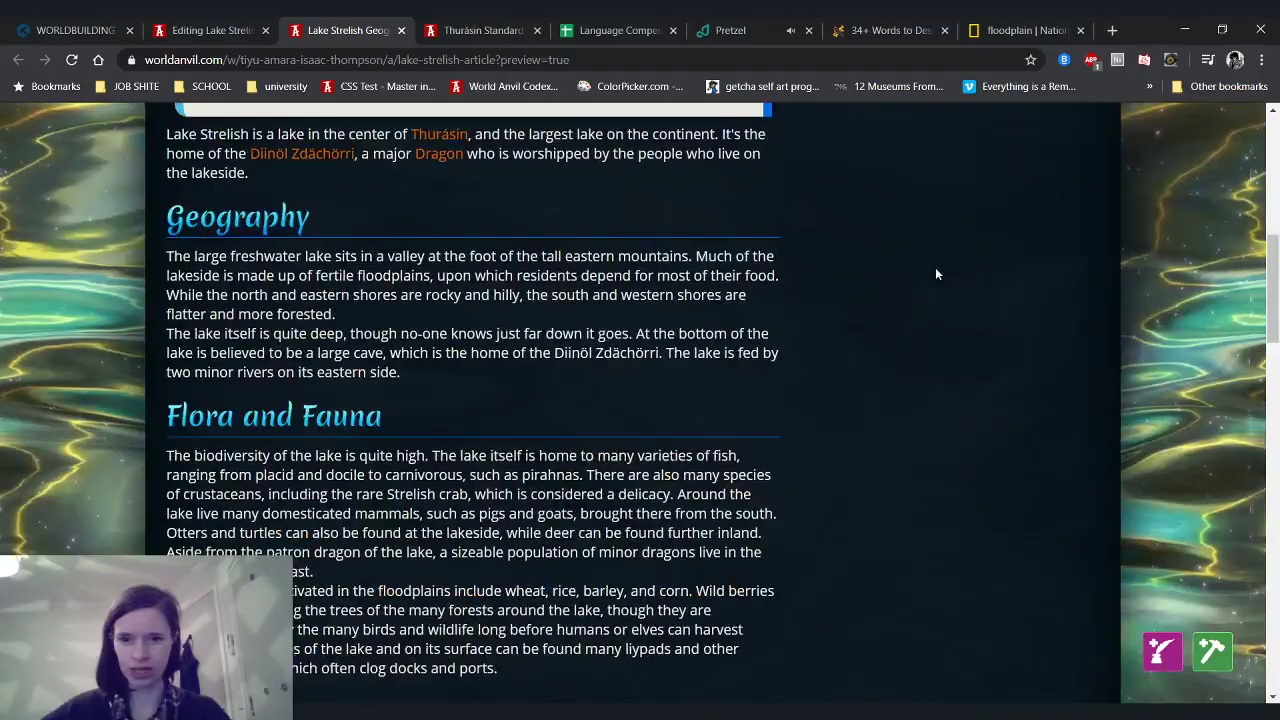 WORLDBUILDING
Editing Lake Streli
Lake Strelish Geog
Thurásin Standard
Language Compen
Pretzel
34+ Words to Des
floodplain | Nation
worldanvil.com/w/tiyu-amara-isaac-thompson/a/lake-strelish-article?preview=true
Bookmarks
JOB SHITE
SCHOOL
university
CSS Test - Master in...
World Anvil Codex...
ColorPicker.com -...
getcha self art prog...
12 Museums From...
Everything is a Rem...
Other bookmarks
Lake Strelish is a lake in the center of Thurásin, and the largest lake on the continent. It's the
home of the Diinöl Zdächörri, a major Dragon who is worshipped by the people who live on
the lakeside.
Geography
The large freshwater lake sits in a valley at the foot of the tall eastern mountains. Much of the
lakeside is made up of fertile floodplains, upon which residents depend for most of their food.
While the north and eastern shores are rocky and hilly, the south and western shores are
flatter and more forested.
The lake itself is quite deep, though no-one knows just far down it goes. At the bottom of the
lake is believed to be a large cave, which is the home of the Diinöl Zdächörri. The lake is fed by
two minor rivers on its eastern side.
Flora and Fauna
The biodiversity of the lake is quite high. The lake itself is home to many varieties of fish,
ranging from placid and docile to carnivorous, such as pirahnas. There are also many species
of crustaceans, including the rare Strelish crab, which is considered a delicacy. Around the
lake live many domesticated mammals, such as pigs and goats, brought there from the south.
Otters and turtles can also be found at the lakeside, while deer can be found further inland.
Aside from the patron dragon of the lake, a sizeable population of minor dragons live in the
ast.
ivated in the floodplains include wheat, rice, barley, and corn. Wild berries
g the trees of the many forests around the lake, though they are
y the many birds and wildlife long before humans or elves can harvest
s of the lake and on its surface can be found many liypads and other
hich often clog docks and ports.